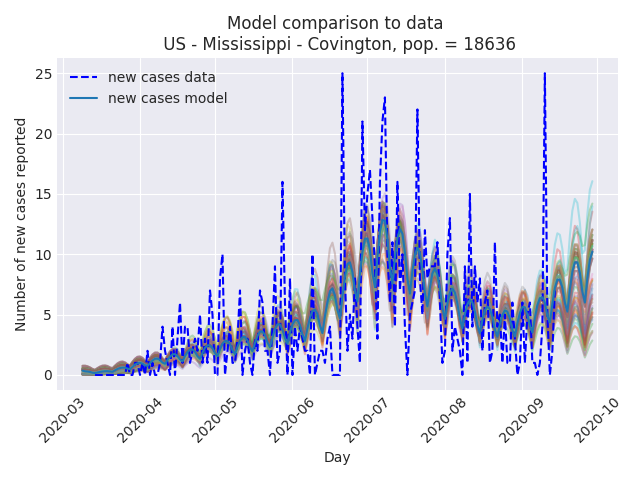 Model comparison to data
US - Mississippi - Covington, pop. = 18636
new cases data
new cases model
Number of new cases reported
25
20
15
10
5
0
2020-03
2020-04
2020-05
2020-06
2020-07
2020-08
2020-09
2020-10
Day